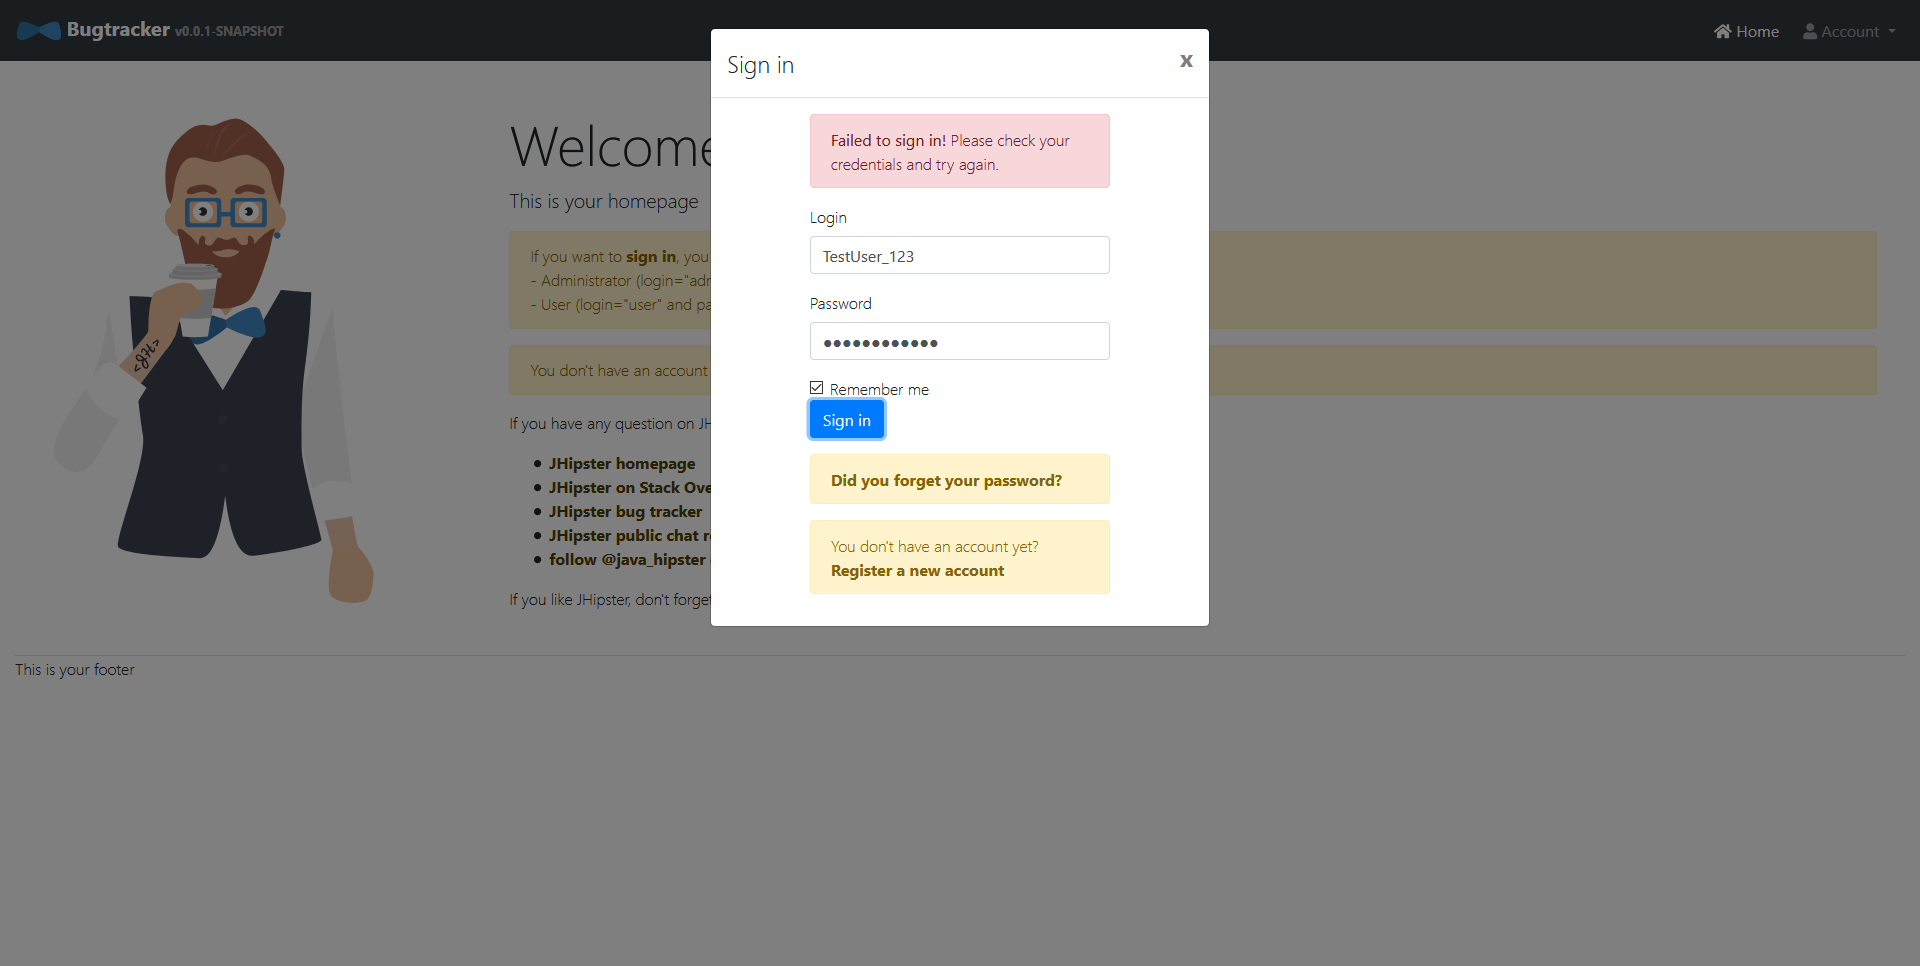 Bugtracker v0.0.1-SNAPSHOT
Home
Account
Sign in
x
Failed to sign in! Please check your
credentials and try again.
Login
TestUser_123
Password
Remember me
Sign in
Did you forget your password?
You don't have an account yet?
Register a new account
Welcome
This is your homepage
If you want to sign in, you
- Administrator (login="adm
- User (login="user" and pa
You don't have an account
If you have any question on JH
JHipster homepage
JHipster on Stack Ove
JHipster bug tracker
JHipster public chat r
follow @java_hipster
If you like JHipster, don't forget
This is your footer
<JH>